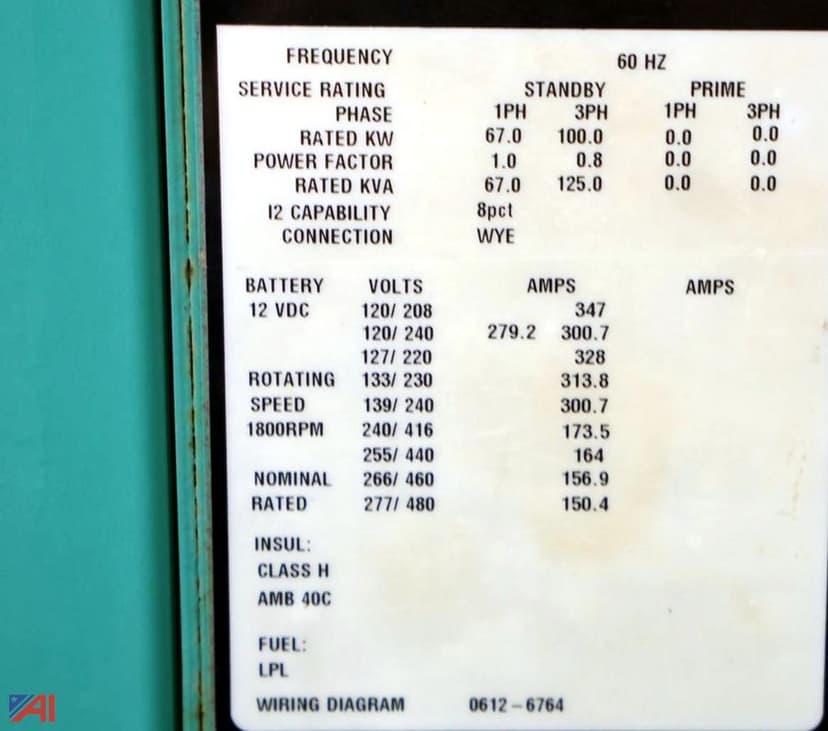 FREQUENCY 60 HZ
SERVICE RATING STANDBY PRIME
PHASE 1PH 3PH 1PH 3PH
RATED KW 67.0 100.0 0.0 0.0
POWER FACTOR 1.0 0.8 0.0 0.0
RATED KVA 67.0 125.0 0.0 0.0
I2 CAPABILITY 8pct
CONNECTION WYE
BATTERY VOLTS AMPS AMPS
12 VDC 120/ 208 347
120/ 240 279.2 300.7
127/ 220 328
ROTATING 133/ 230 313.8
SPEED 139/ 240 300.7
1800RPM 240/ 416 173.5
255/ 440 164
NOMINAL 266/ 460 156.9
RATED 277/ 480 150.4
INSUL:
CLASS H
AMB 40C
FUEL:
LPL
WIRING DIAGRAM 0612-6764
AI